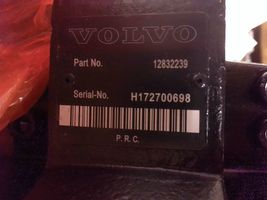 VOLVO
Part No. 12832239
Serial-No. H172700698
P.R.C.